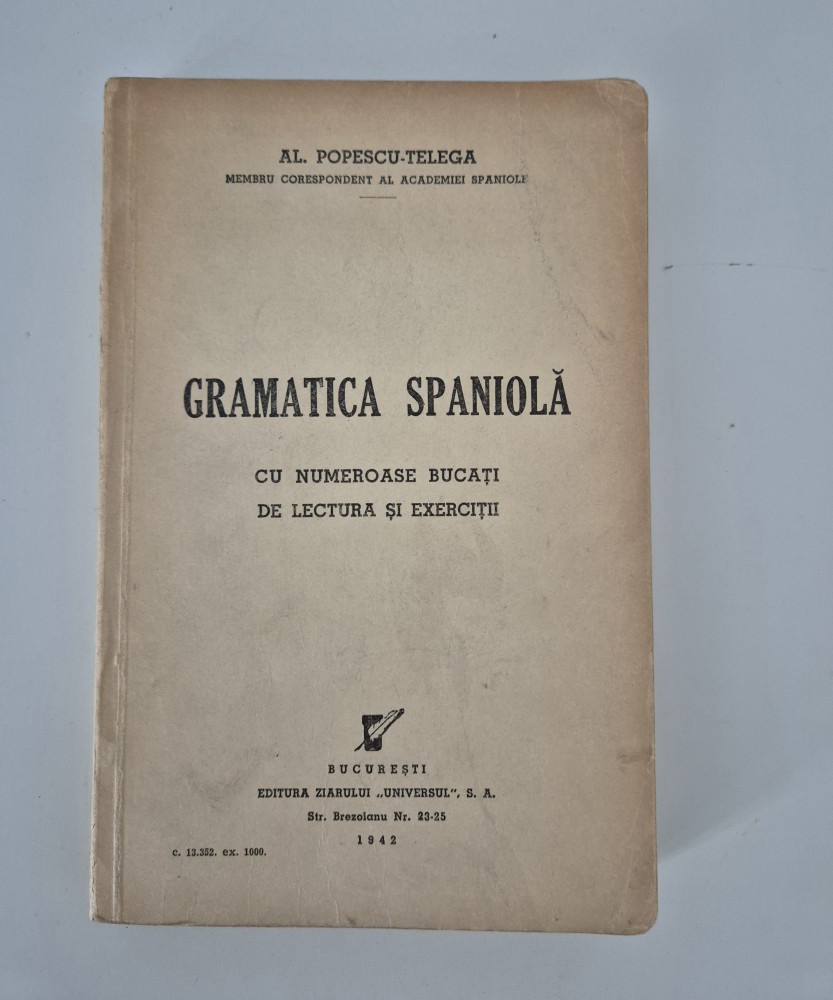 AL. POPESCU-TELEGA
MEMBRU CORESPONDENT AL ACADEMIEI SPANIOLE
GRAMATICA SPANIOLĂ
CU NUMEROASE BUCAȚI
DE LECTURA ȘI EXERCIȚII
BUCUREȘTI
EDITURA ZIARULUI „UNIVERSUL”, S. A.
Str. Brezoianu Nr. 23-25
1942
c. 13.352. ex. 1000.